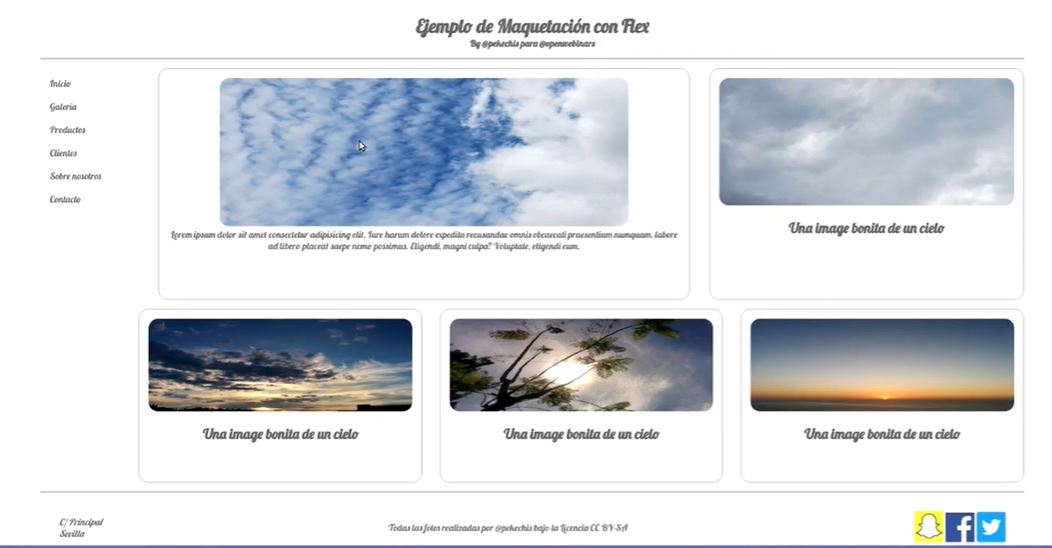 Ejemplo de Maquetación con Flex
By @pekechis para @openwebinars
Inicio
Galería
Productos
Clientes
Sobre nosotros
Contacto
Lorem ipsum dolor sit amet consectetur adipisicing elit. Iure harum dolore expedita recusandae omnis obcaecati praesentium numquam, labore
ad libero placeat saepe nemo possimus. Eligendi, magni culpa? Voluptate, eligendi eum.
Una image bonita de un cielo
Una image bonita de un cielo
Una image bonita de un cielo
Una image bonita de un cielo
C/ Principal
Sevilla
Todas las fotos realizadas por @pekechis bajo la Licencia CC BY-SA